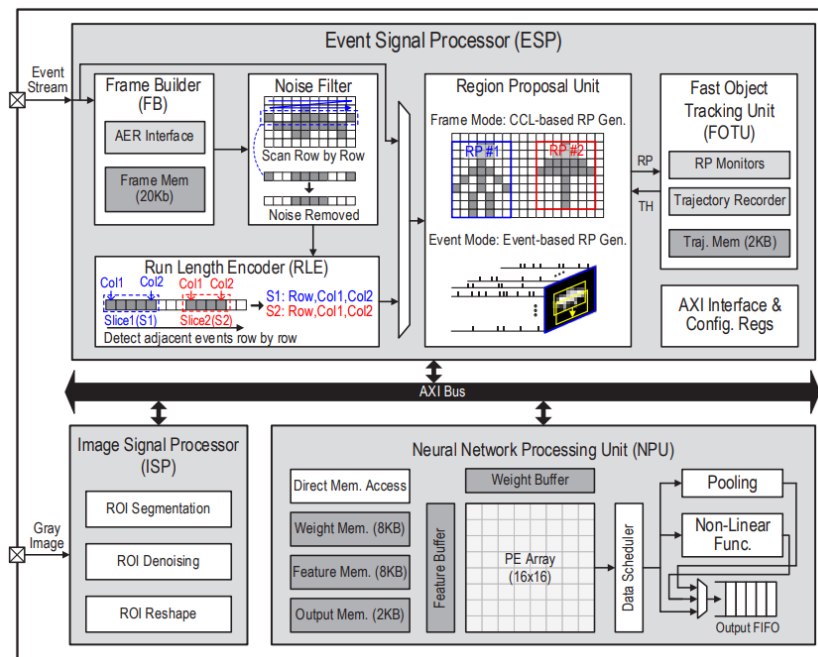 Event Signal Processor (ESP)
Event
Stream
Frame Builder
(FB)
AER Interface
Frame Mem
(20Kb)
Noise Filter
Scan Row by Row
Noise Removed
Run Length Encoder (RLE)
Col1
Col2
Col1
Col2
Slice1(S1)
Slice2(S2)
S1: Row,Col1,Col2
S2: Row,Col1,Col2
Detect adjacent events row by row
Region Proposal Unit
Frame Mode: CCL-based RP Gen.
RP #1
RP #2
Event Mode: Event-based RP Gen.
RP
TH
Fast Object
Tracking Unit
(FOTU)
RP Monitors
Trajectory Recorder
Traj. Mem (2KB)
AXI Interface &
Config. Regs
AXI Bus
Image Signal Processor
(ISP)
Gray
Image
ROI Segmentation
ROI Denoising
ROI Reshape
Neural Network Processing Unit (NPU)
Direct Mem. Access
Weight Mem. (8KB)
Feature Mem. (8KB)
Output Mem. (2KB)
Weight Buffer
Feature Buffer
PE Array
(16x16)
Data Scheduler
Pooling
Non-Linear
Func.
Output FIFO